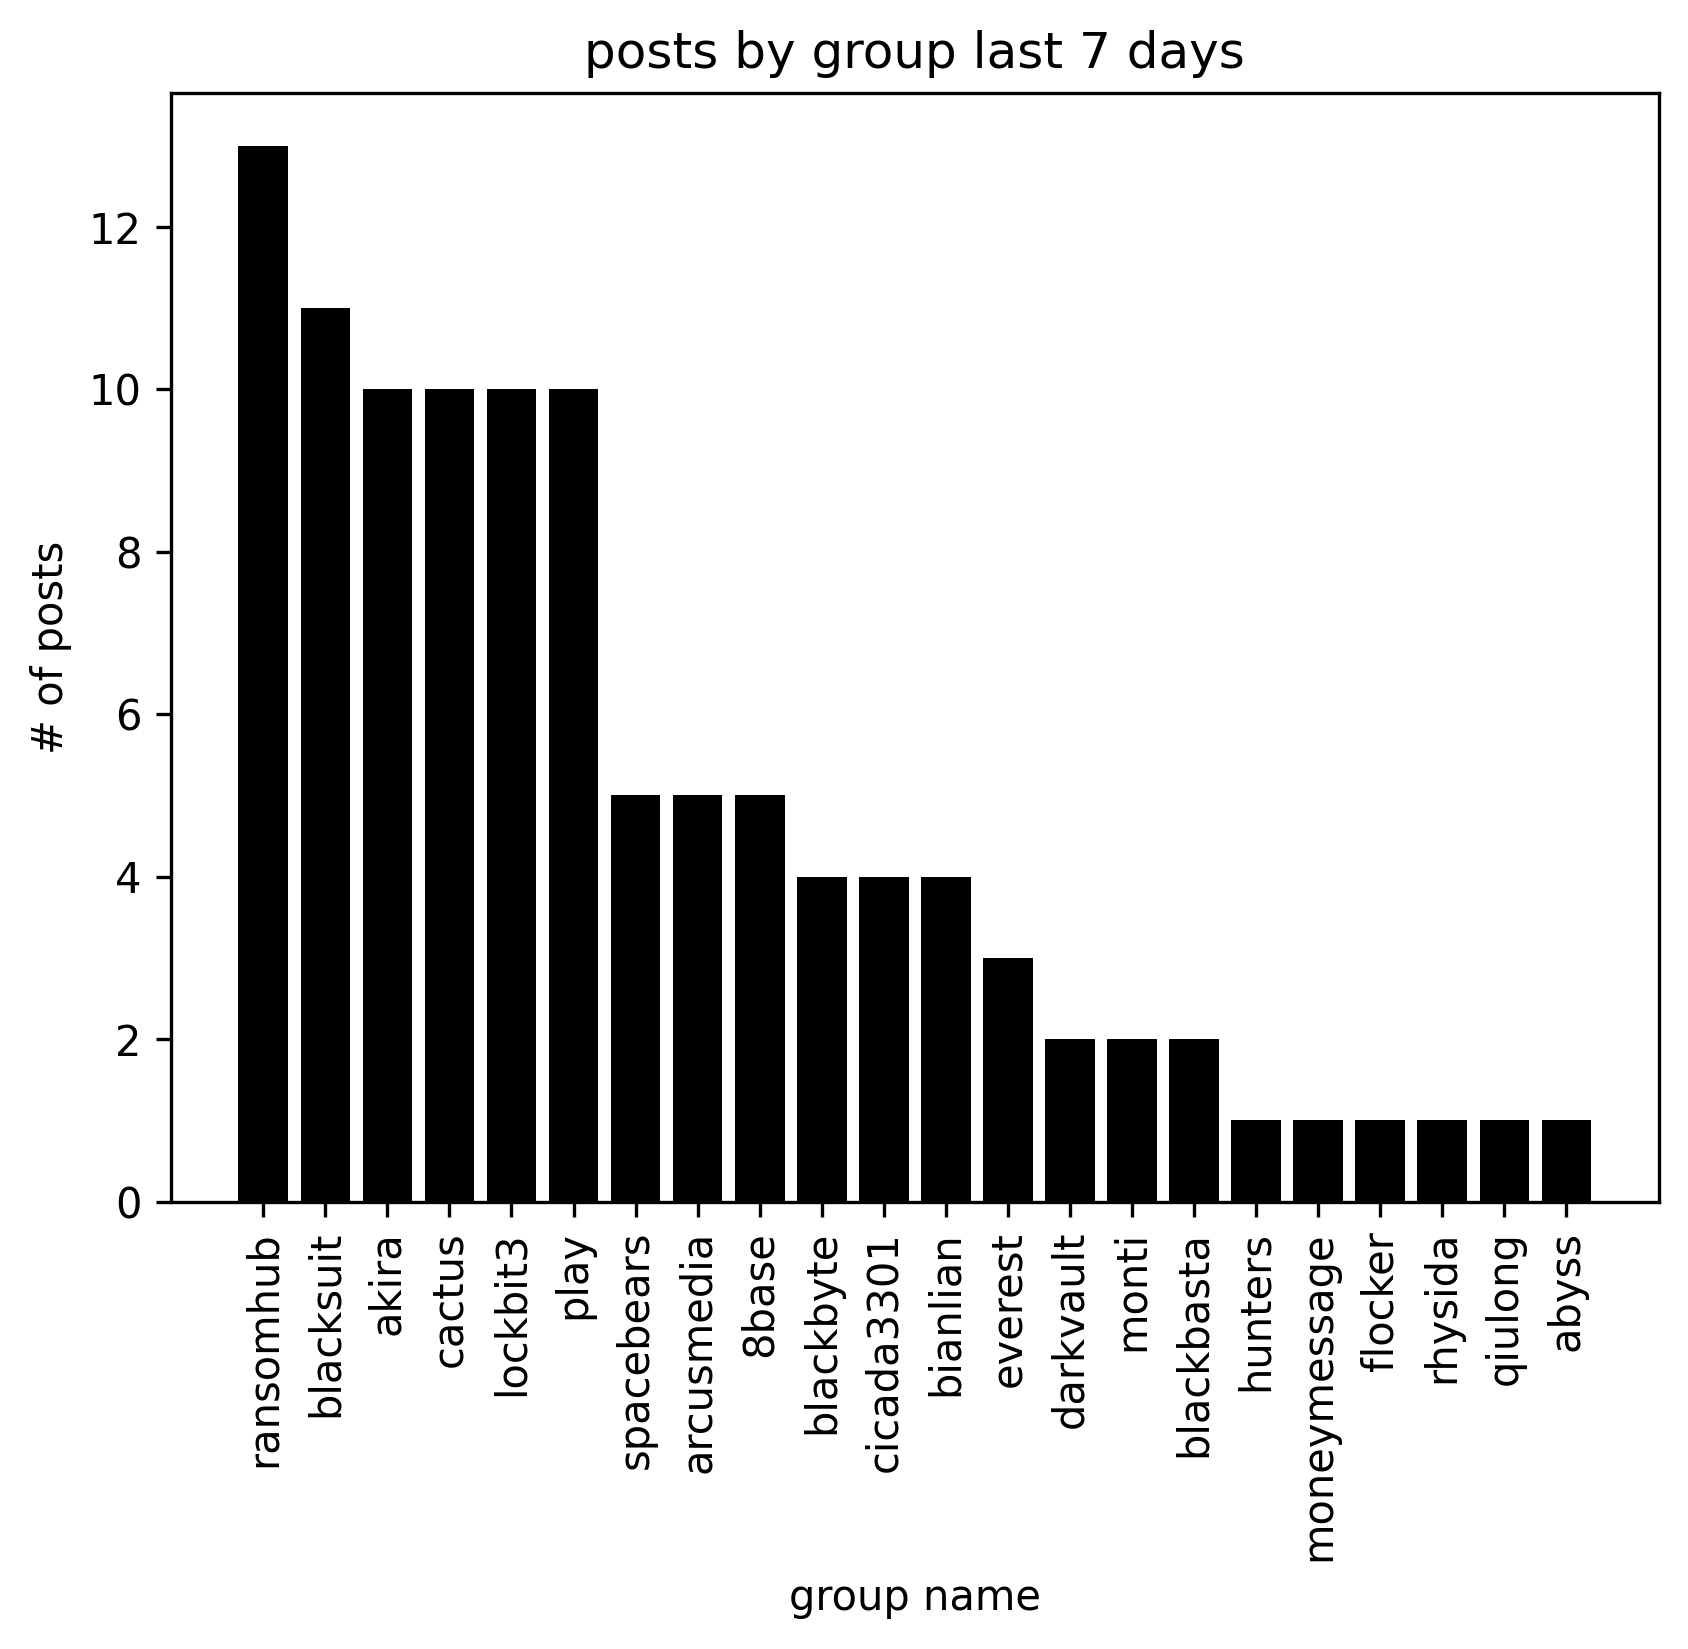 posts by group last 7 days
# of posts
12
10
8
6
4
2
0
ransomhub
blacksuit
akira
cactus
lockbit3
play
spacebears
arcusmedia
8base
blackbyte
cicada3301
bianlian
everest
darkvault
monti
blackbasta
hunters
moneymessage
flocker
rhysida
qiulong
abyss
group name